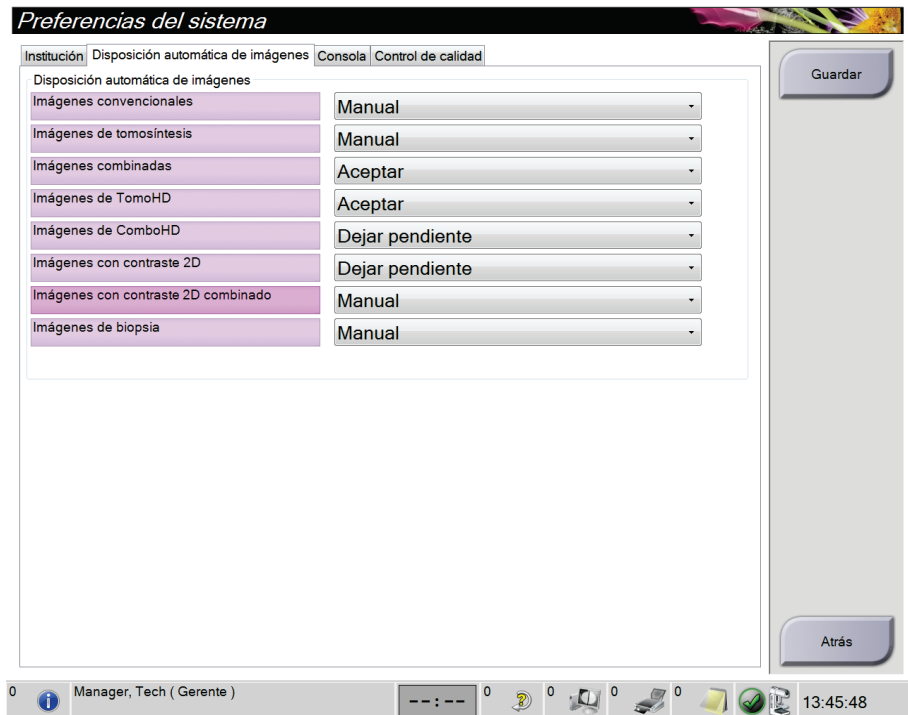 Preferencias del sistema
Institución Disposición automática de imágenes Consola Control de calidad
Guardar
Disposición automática de imágenes
Imágenes convencionales Manual
Imágenes de tomosíntesis Manual
Imágenes combinadas Aceptar
Imágenes de TomoHD Aceptar
Imágenes de ComboHD Dejar pendiente
Imágenes con contraste 2D Dejar pendiente
Imágenes con contraste 2D combinado Manual
Imágenes de biopsia Manual
Atrás
0 Manager, Tech ( Gerente ) --:-- 0 0 0 0 13:45:48